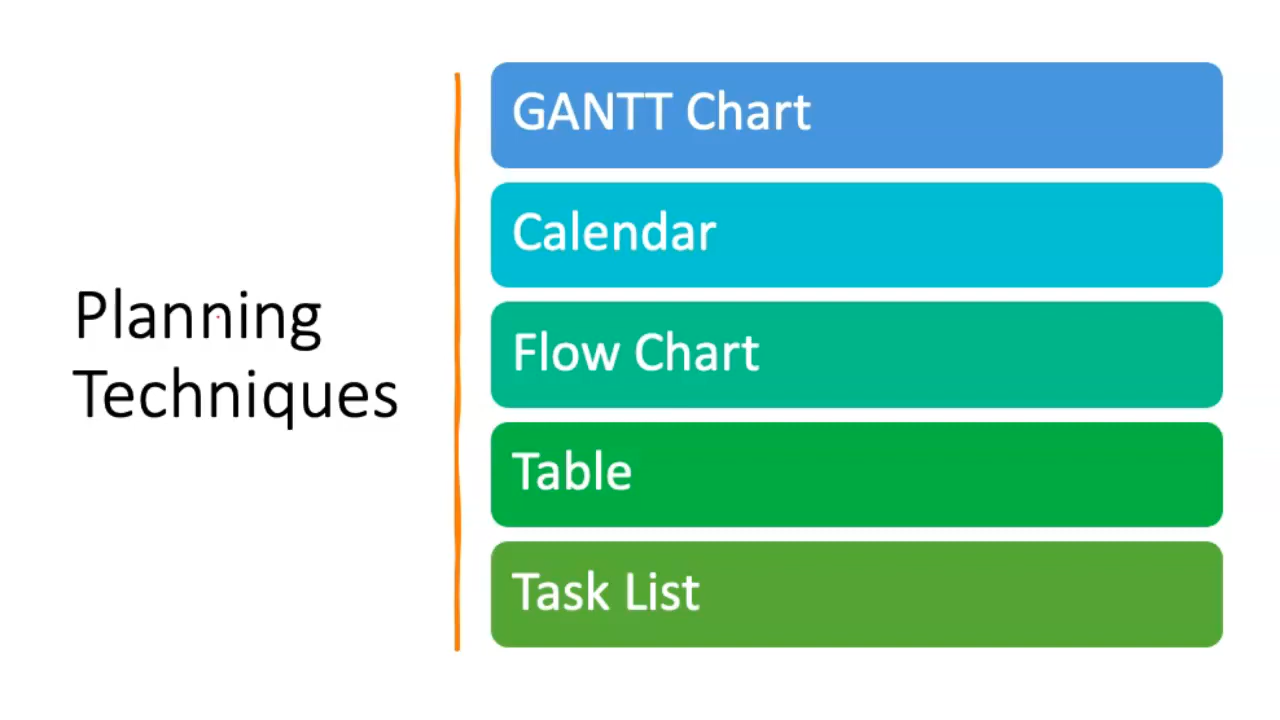 Planning
Techniques
GANTT Chart
Calendar
Flow Chart
Table
Task List